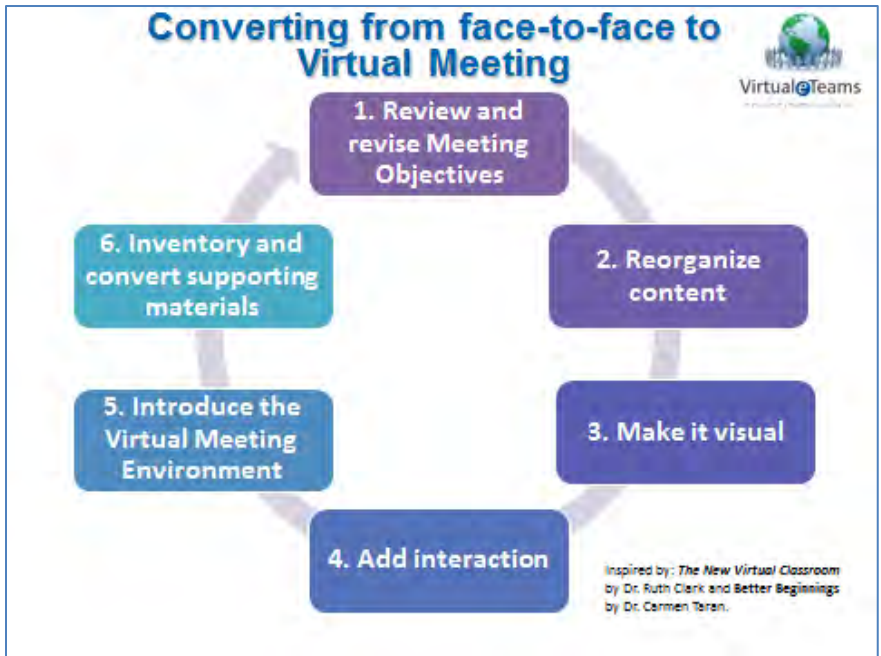 Converting from face-to-face to
Virtual Meeting
Virtual eTeams
1. Review and
revise Meeting
Objectives
2. Reorganize
content
3. Make it visual
4. Add interaction
5. Introduce the
Virtual Meeting
Environment
6. Inventory and
convert supporting
materials
Inspired by: The New Virtual Classroom
by Dr. Ruth Clark and Better Beginnings
by Dr. Carmen Taran.